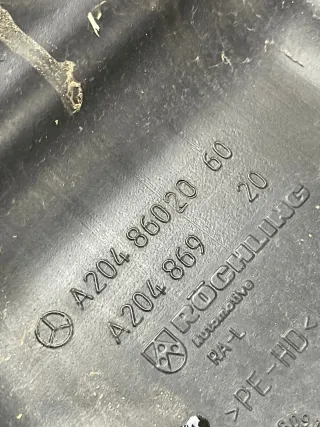 A204 86020 60
A204 869 20
RÖCHLING
Automotive
RA-L
>PE-HD<